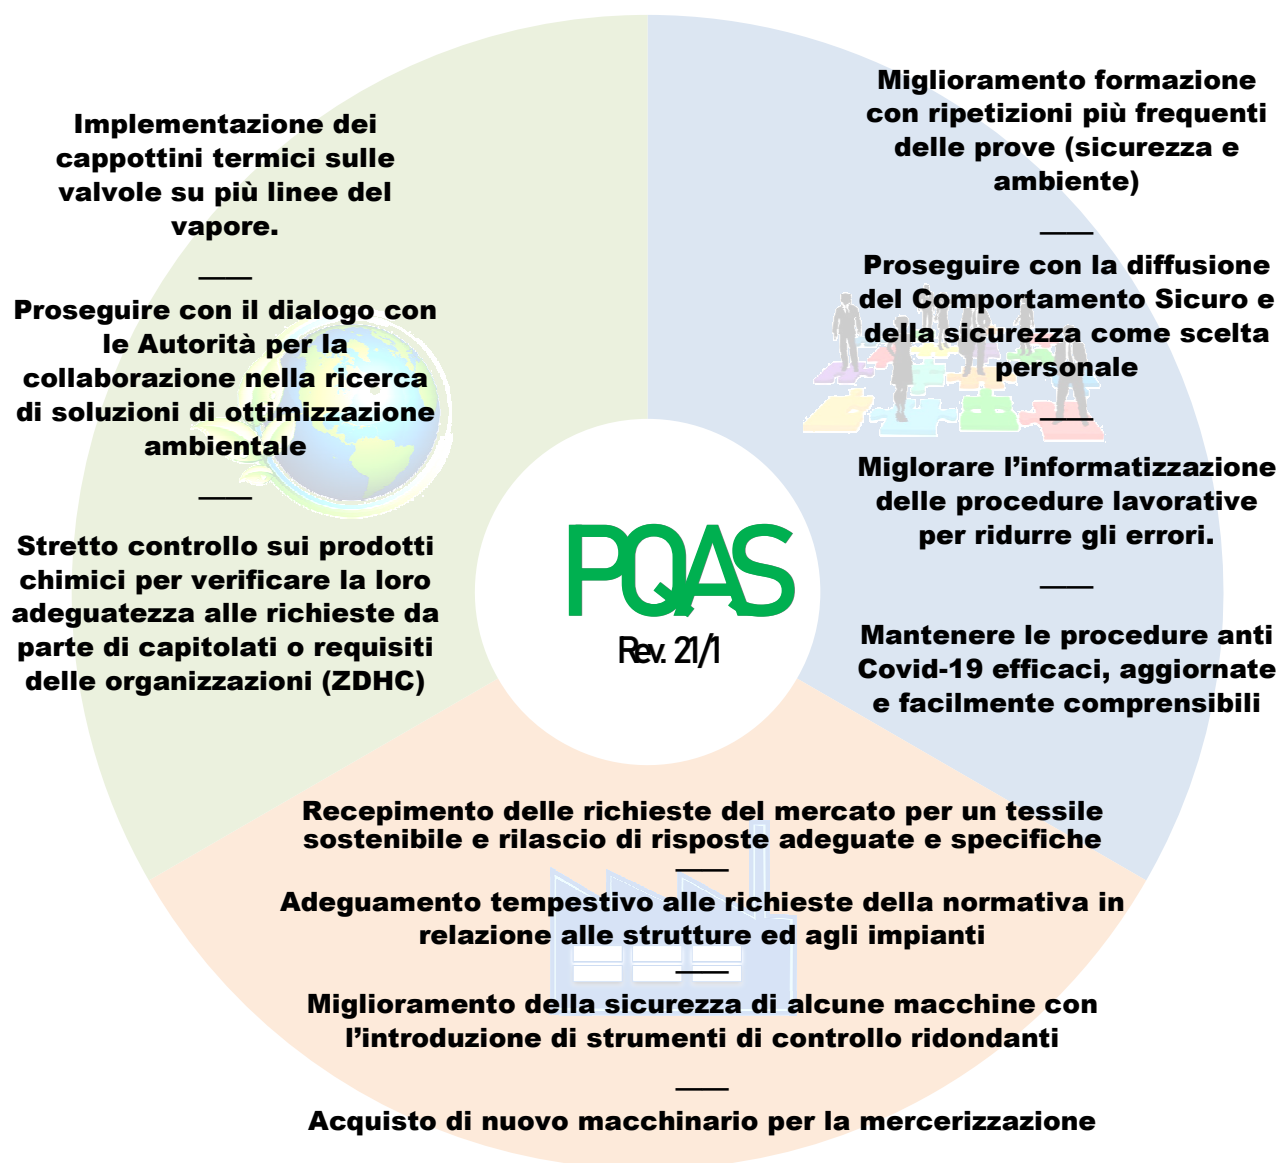 Implementazione dei
cappottini termici sulle
valvole su più linee del
vapore.
Proseguire con il dialogo con
le Autorità per la
collaborazione nella ricerca
di soluzioni di ottimizzazione
ambientale
Stretto controllo sui prodotti
chimici per verificare la loro
adeguatezza alle richieste da
parte di capitolati o requisiti
delle organizzazioni (ZDHC)
Miglioramento formazione
con ripetizioni più frequenti
delle prove (sicurezza e
ambiente)
Proseguire con la diffusione
del Comportamento Sicuro e
della sicurezza come scelta
personale
Miglorare l’informatizzazione
delle procedure lavorative
per ridurre gli errori.
Mantenere le procedure anti
Covid-19 efficaci, aggiornate
e facilmente comprensibili
PQAS
Rev. 21/1
Recepimento delle richieste del mercato per un tessile
sostenibile e rilascio di risposte adeguate e specifiche
Adeguamento tempestivo alle richieste della normativa in
relazione alle strutture ed agli impianti
Miglioramento della sicurezza di alcune macchine con
l’introduzione di strumenti di controllo ridondanti
Acquisto di nuovo macchinario per la mercerizzazione